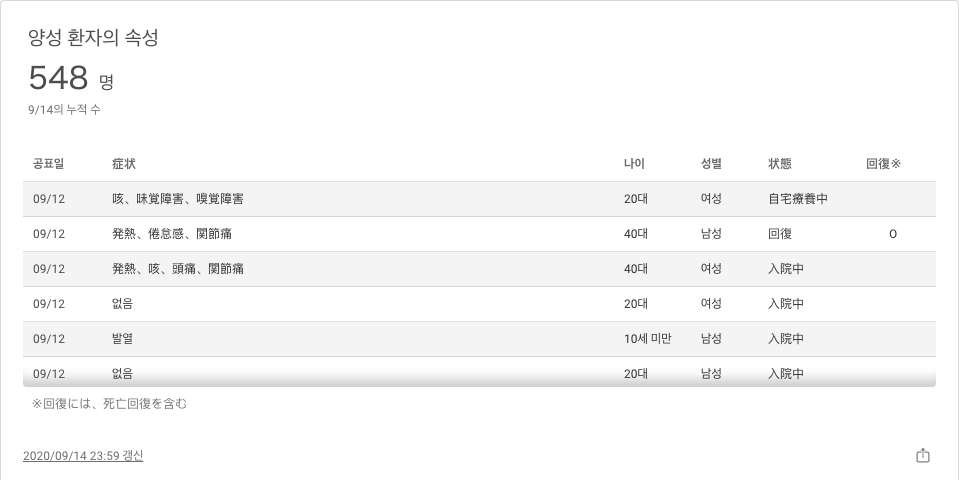 양성 환자의 속성
548 명
9/14의 누적 수
공표일 症状 나이 성별 状態 回復※
09/12 咳、味覚障害、嗅覚障害 20대 여성 自宅療養中
09/12 発熱、倦怠感、関節痛 40대 남성 回復 O
09/12 発熱、咳、頭痛、関節痛 40대 여성 入院中
09/12 없음 20대 여성 入院中
09/12 발열 10세 미만 남성 入院中
09/12 없음 20대 남성 入院中
※回復には、死亡回復を含む
2020/09/14 23:59 갱신